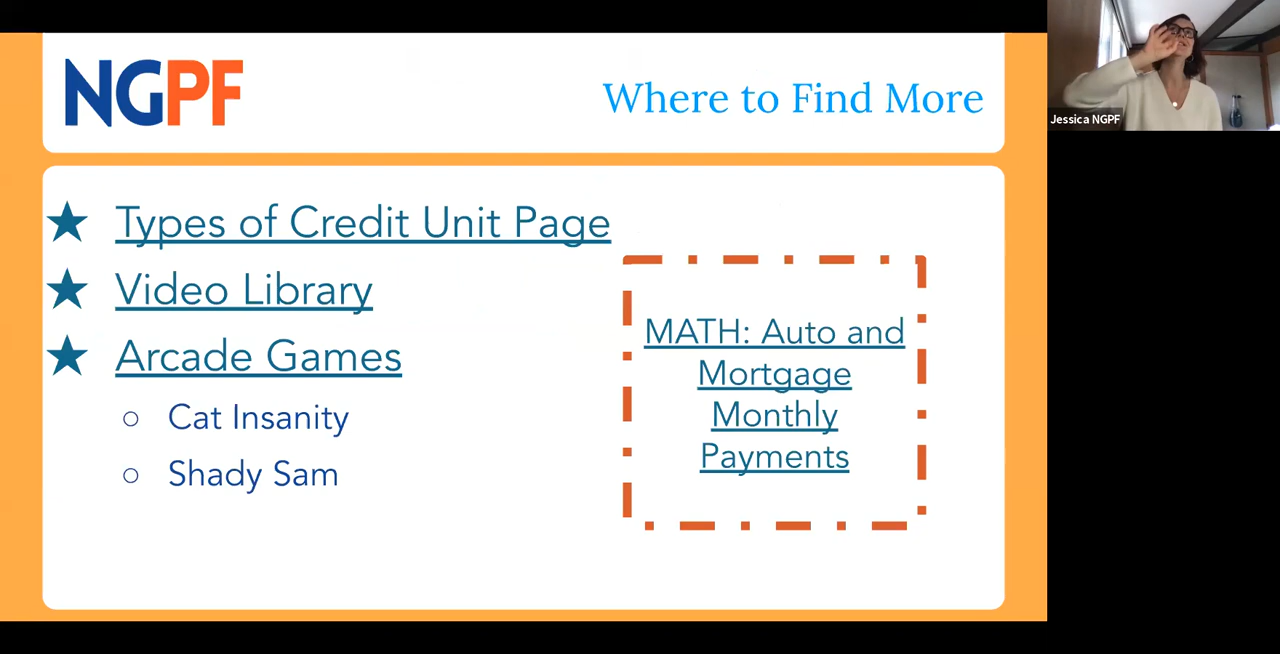 NGPF
Where to Find More
Types of Credit Unit Page
Video Library
Arcade Games
Cat Insanity
Shady Sam
MATH: Auto and
Mortgage
Monthly
Payments
Jessica NGPF